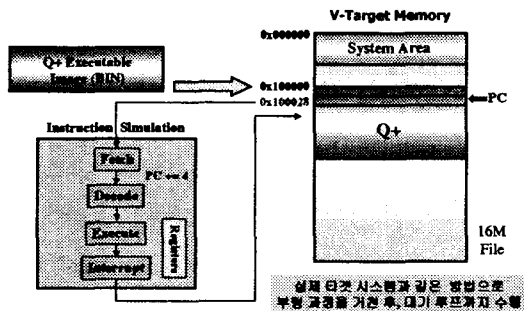 V-Target Memory
0x000000
System Area
Q+ Executable
Image (BIN)
0x100000
0x100028
PC
Q+
Instruction Simulation
Fetch
PC += 4
Decode
Execute
Registers
Interrupt
16M
File
실제 타겟 시스템과 같은 방법으로
부팅 과정을 거친 후, 대기 루프까지 수행